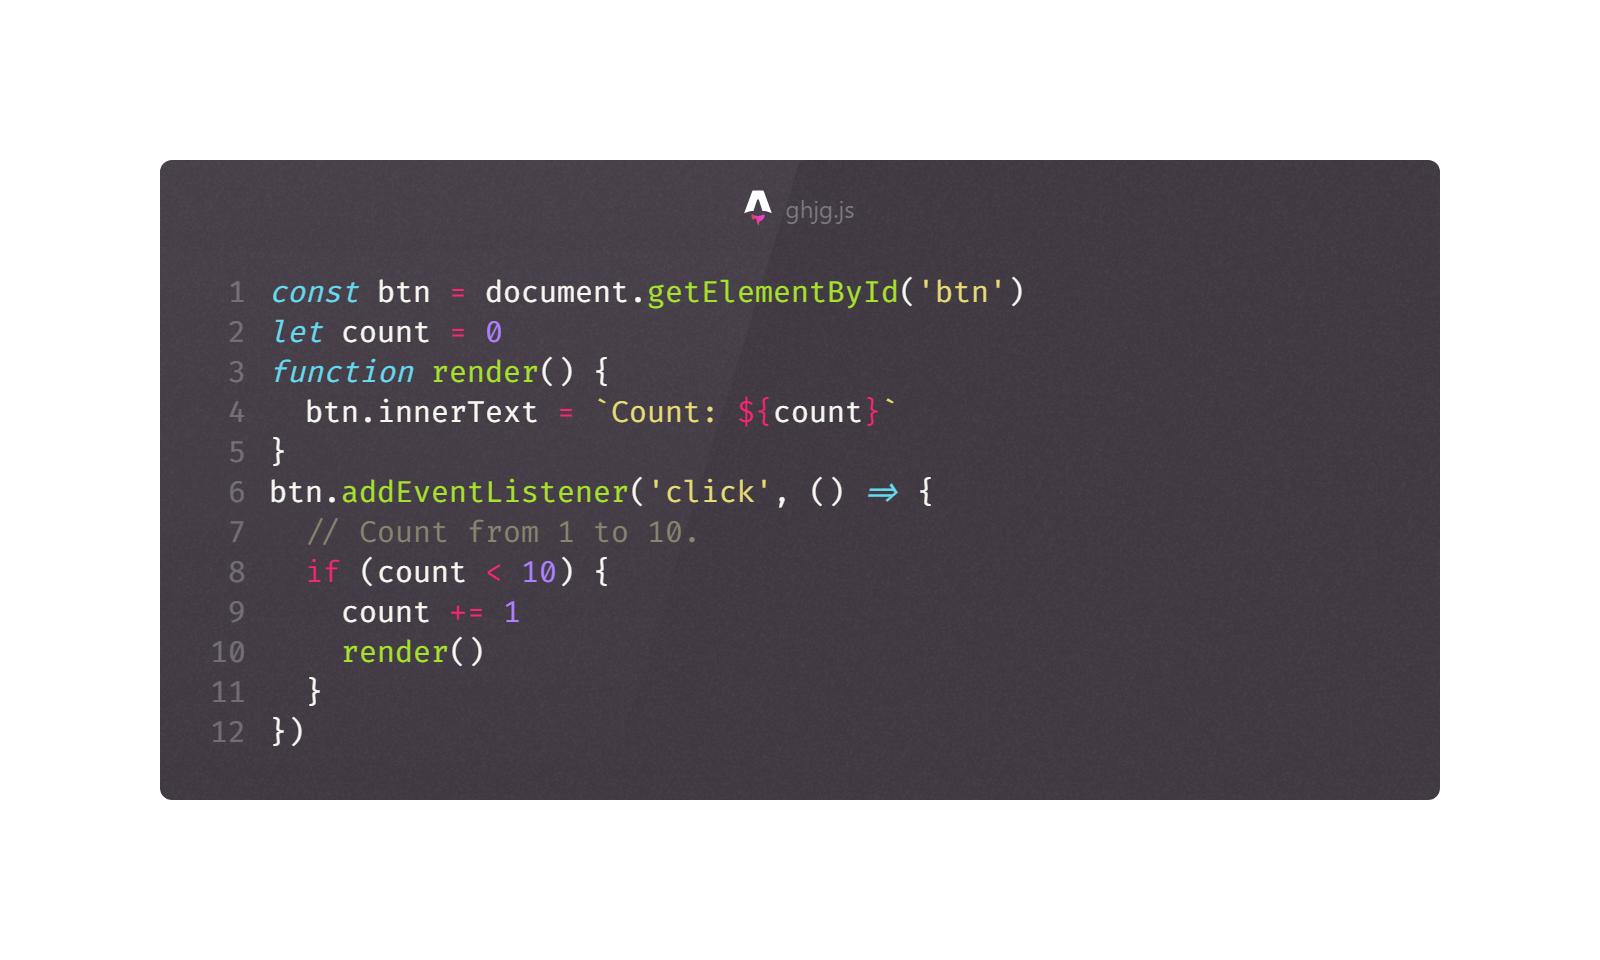 ghjg.js
1 const btn = document.getElementById('btn')
2 let count = 0
3 function render() {
4   btn.innerText = `Count: ${count}`
5 }
6 btn.addEventListener('click', () => {
7   // Count from 1 to 10.
8   if (count < 10) {
9     count += 1
10     render()
11   }
12 })